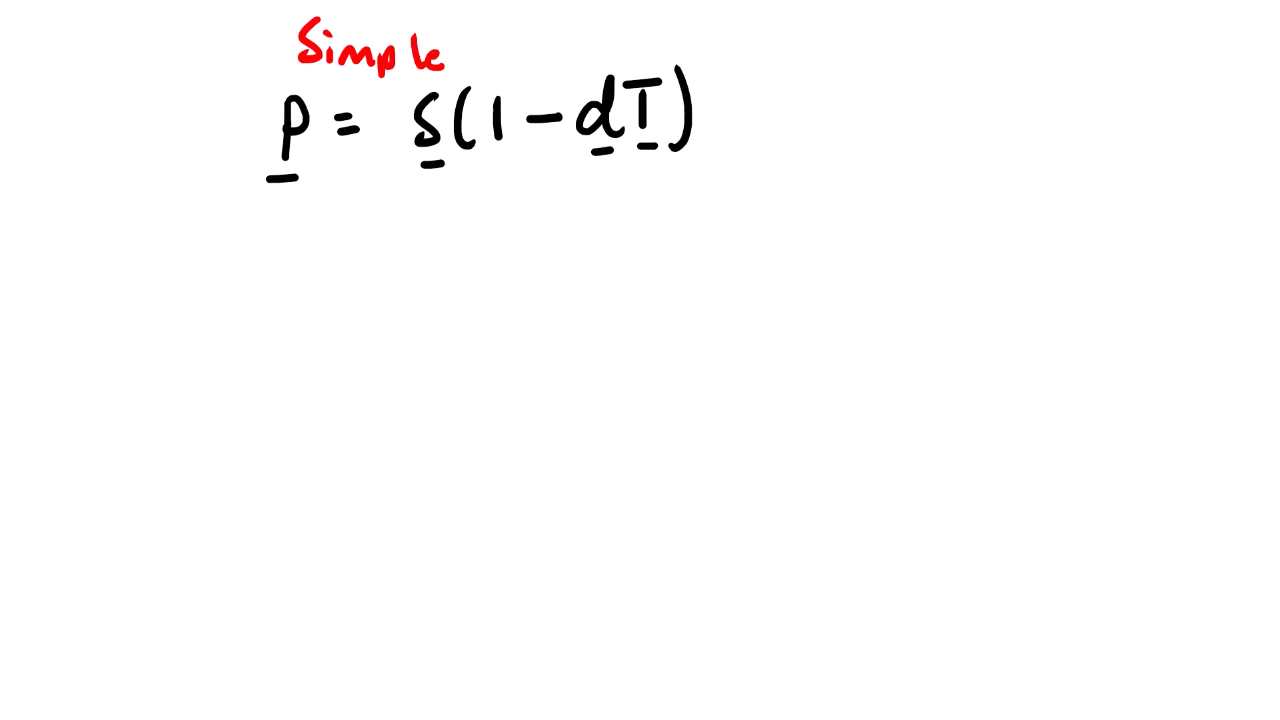 Simple
P = S(1 - dT)